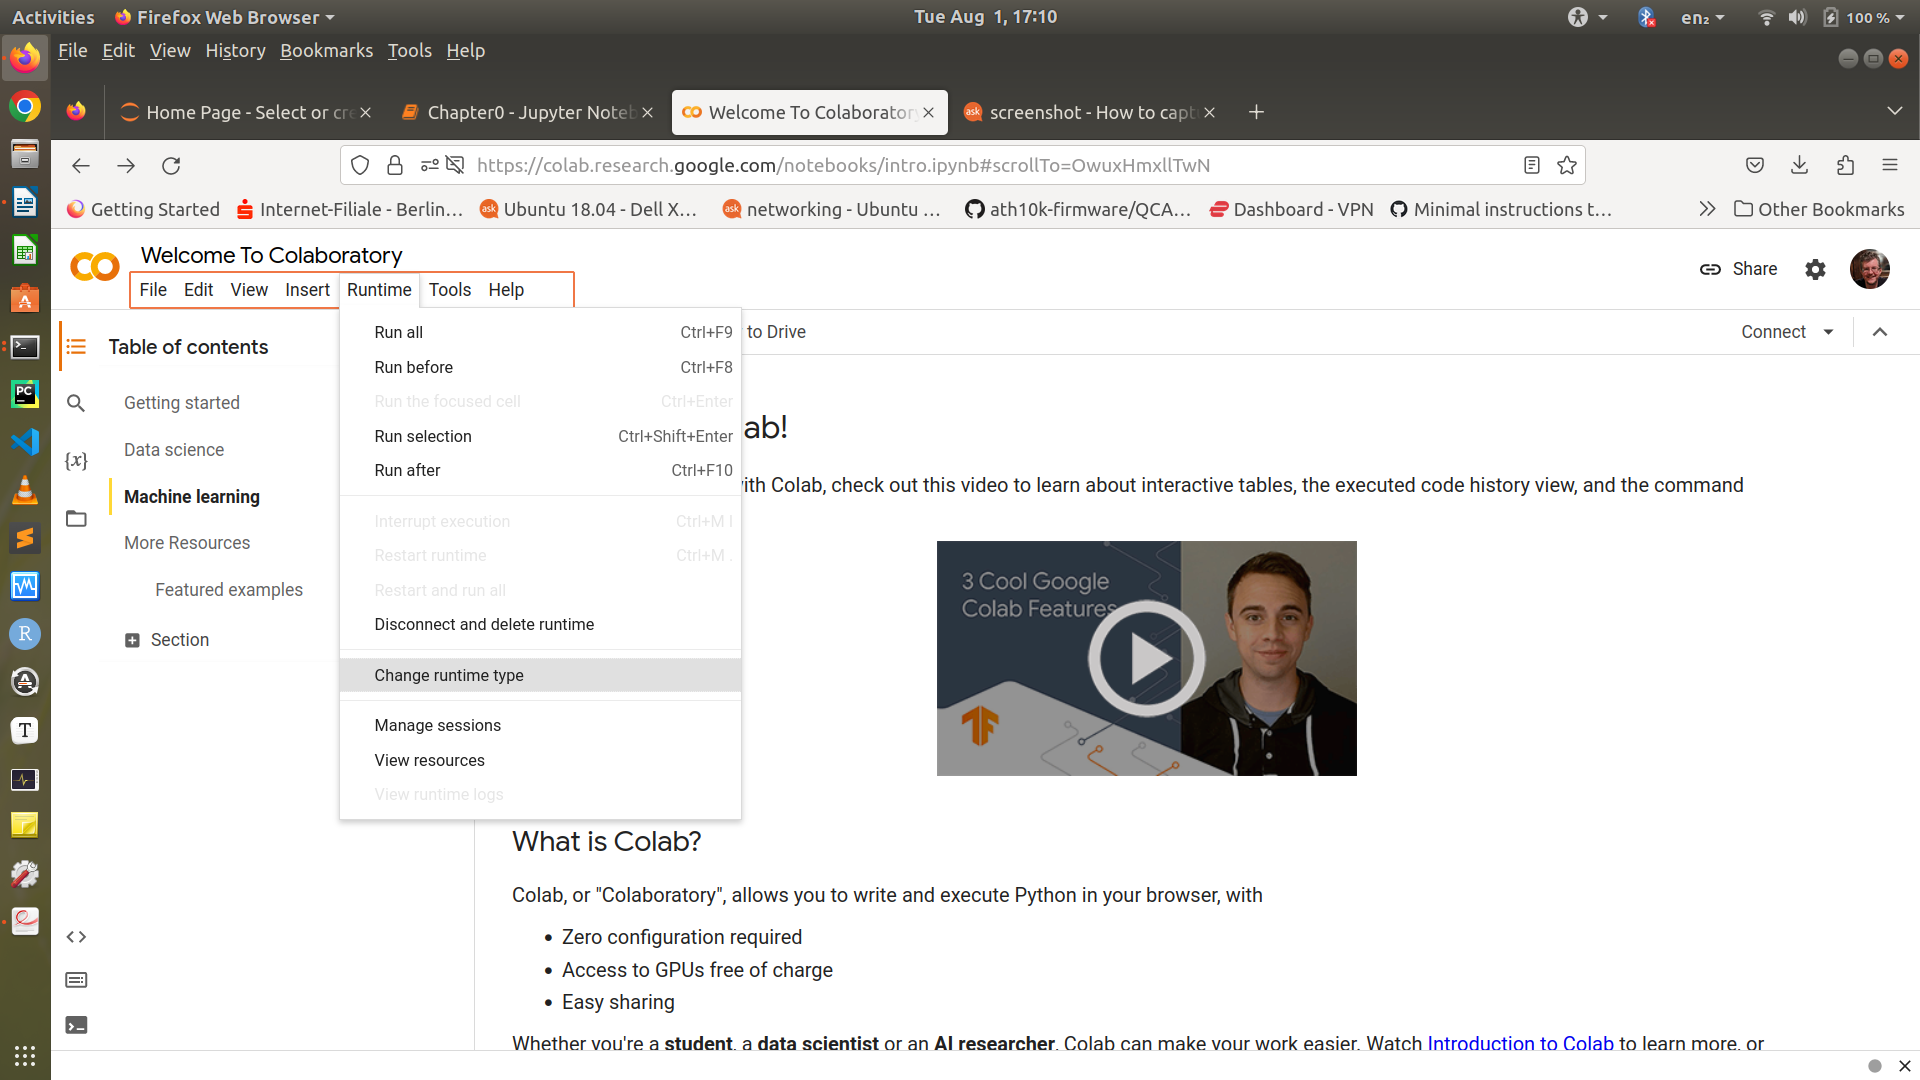 Activities Firefox Web Browser Tue Aug 1, 17:10 en₂ 100 %
File Edit View History Bookmarks Tools Help
Home Page - Select or cre Chapter0 - Jupyter Noteb Welcome To Colaboratory screenshot - How to capt
https://colab.research.google.com/notebooks/intro.ipynb#scrollTo=OwuxHmxllTwN
Getting Started Internet-Filiale - Berlin… Ubuntu 18.04 - Dell X… networking - Ubuntu … ath10k-firmware/QCA… Dashboard - VPN Minimal instructions t… Other Bookmarks
Welcome To Colaboratory
File Edit View Insert Runtime Tools Help
Share
Table of contents
Getting started
Data science
{x}
Machine learning
More Resources
Featured examples
Section
Run all Ctrl+F9
Run before Ctrl+F8
Run the focused cell Ctrl+Enter
Run selection Ctrl+Shift+Enter
Run after Ctrl+F10
Interrupt execution Ctrl+M I
Restart runtime Ctrl+M .
Restart and run all
Disconnect and delete runtime
Change runtime type
Manage sessions
View resources
View runtime logs
to Drive
Connect
ab!
ith Colab, check out this video to learn about interactive tables, the executed code history view, and the command
3 Cool Google
Colab Features
What is Colab?
Colab, or "Colaboratory", allows you to write and execute Python in your browser, with
• Zero configuration required
• Access to GPUs free of charge
• Easy sharing
Whether you're a student, a data scientist or an AI researcher, Colab can make your work easier. Watch Introduction to Colab to learn more, or